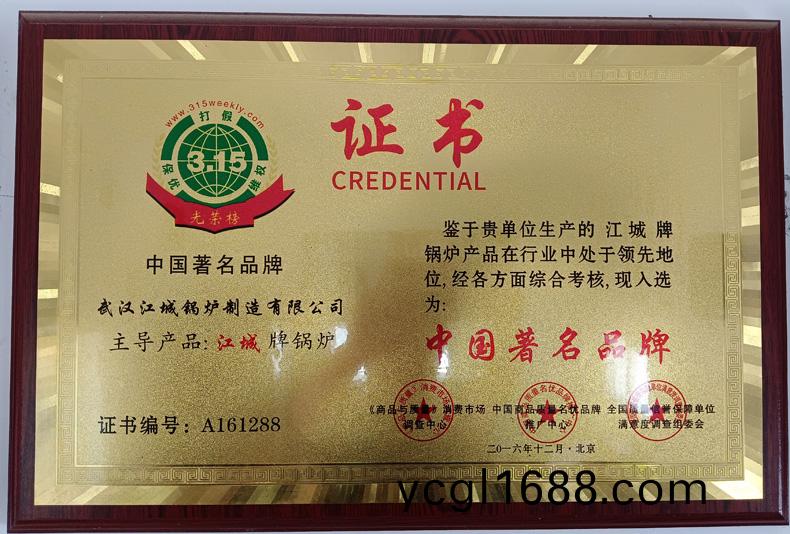 www.315weekly.com
打假
保优
3.15
维权
光荣榜
中国著名品牌
武汉江城锅炉制造有限公司
主导产品:江城牌锅炉
证书编号: A161288
证书
CREDENTIAL
鉴于贵单位生产的 江城牌
锅炉产品在行业中处于领先地
位,经各方面综合考核,现入选
为:
中国著名品牌
《商品与质量》消费市场 中国商品质量名优品牌 全国质量信誉保障单位
调查中心 推广中心 满意度调查组委会
二○一六年十二月·北京
ycgl1688.com